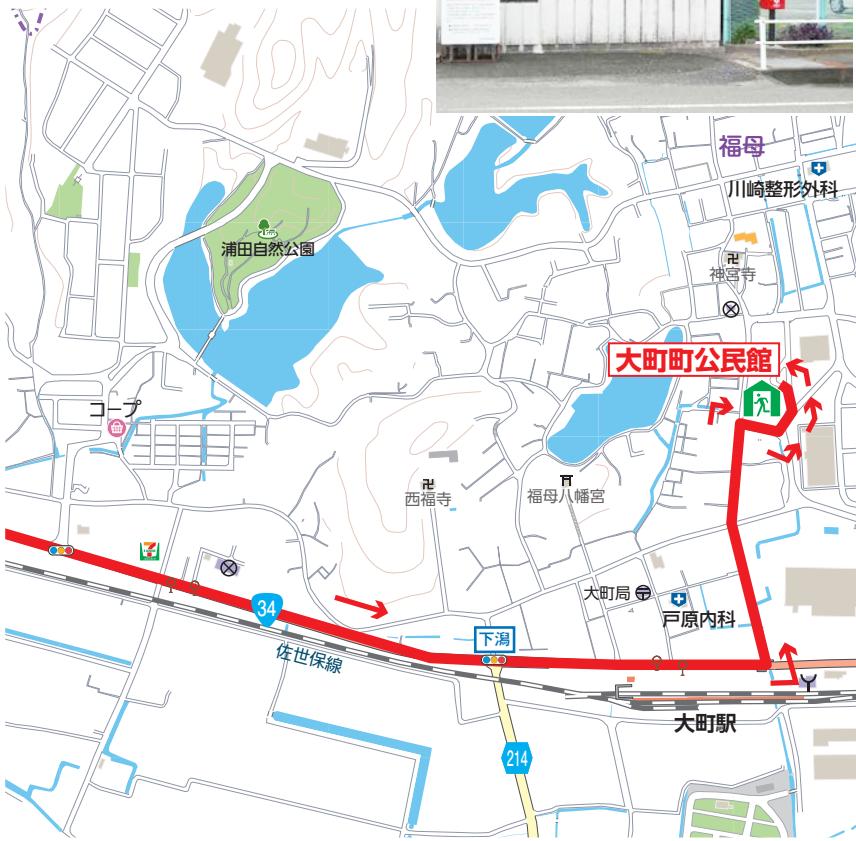 福母
川崎整形外科
浦田自然公園
神宮寺
大町町公民館
コープ
西福寺
福母八幡宮
大町局
戸原内科
34
下潟
佐世保線
大町駅
214